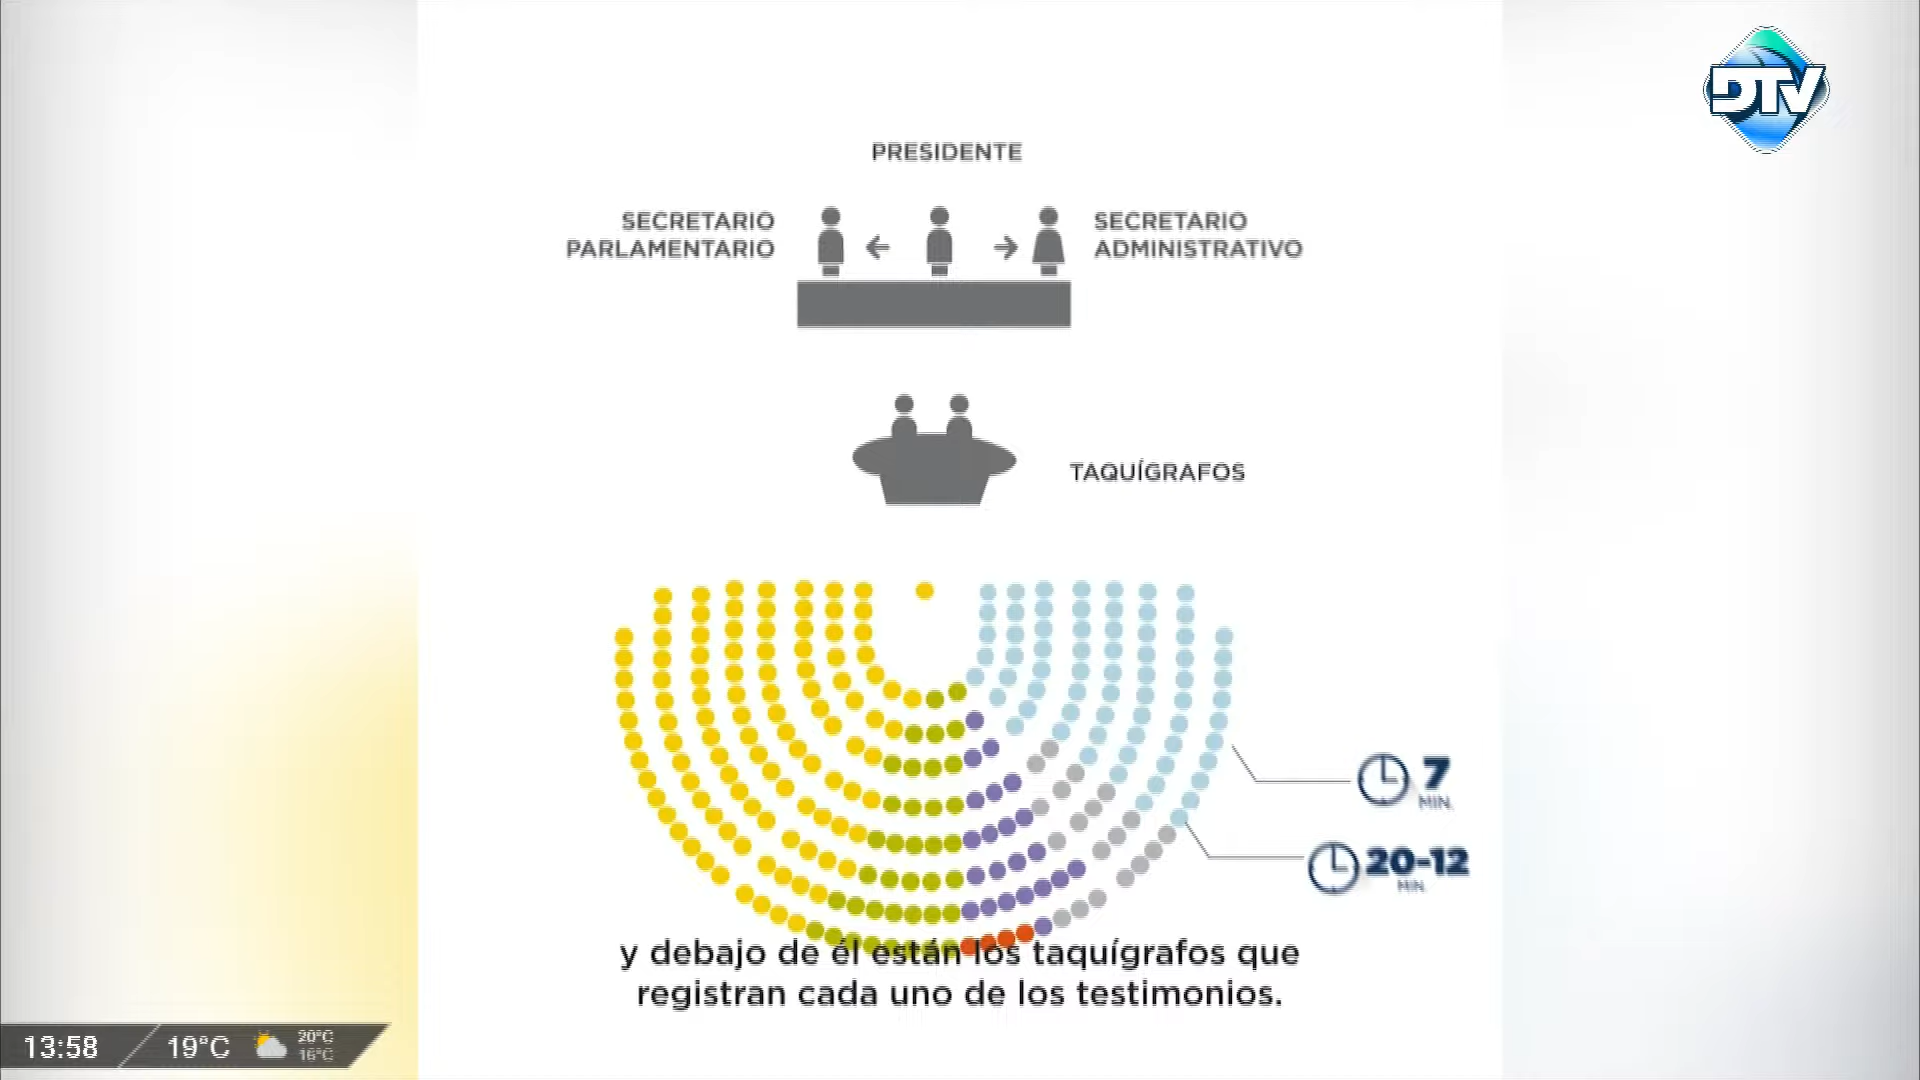 DTV
PRESIDENTE
SECRETARIO
PARLAMENTARIO
SECRETARIO
ADMINISTRATIVO
TAQUÍGRAFOS
7
MIN.
20-12
MIN.
y debajo de él están los taquígrafos que
registran cada uno de los testimonios.
13:58
19°C
20°C
16°C